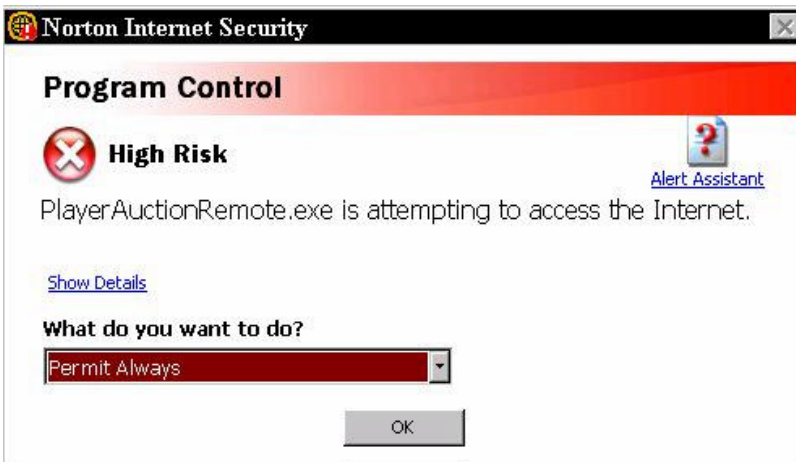 Norton Internet Security
Program Control
High Risk
Alert Assistant
PlayerAuctionRemote.exe is attempting to access the Internet.
Show Details
What do you want to do?
Permit Always
OK